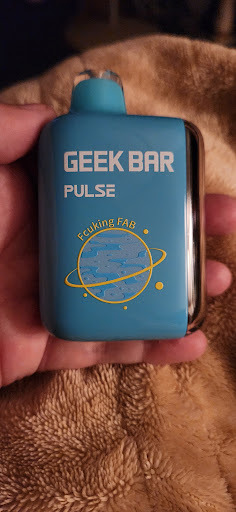 GEEK BAR
PULSE
Fcuking FAB